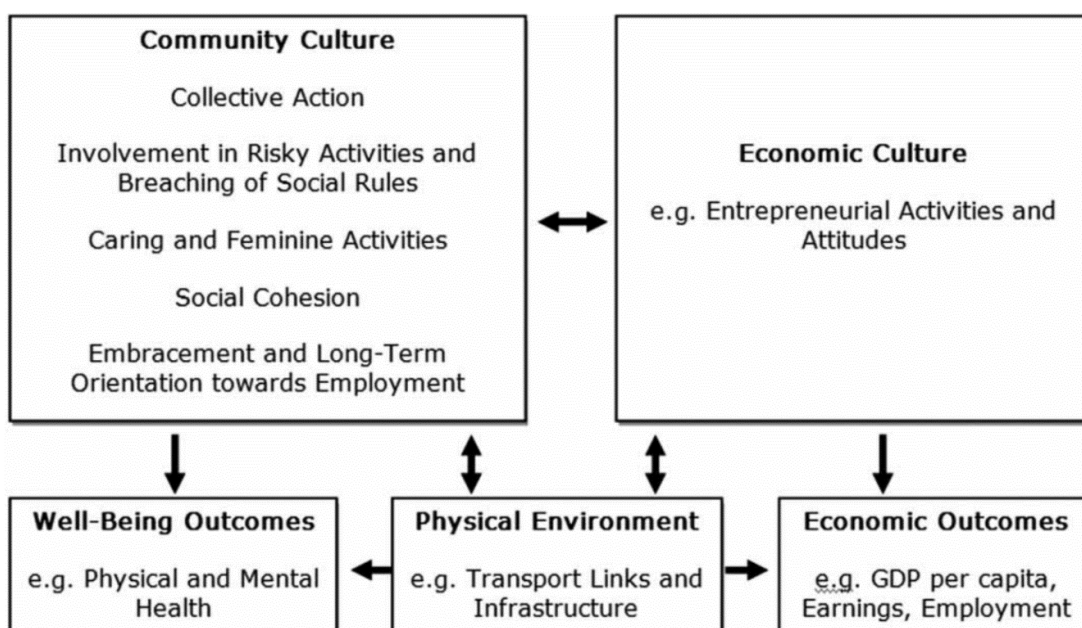 Community Culture
Collective Action
Involvement in Risky Activities and
Breaching of Social Rules
Caring and Feminine Activities
Social Cohesion
Embracement and Long-Term
Orientation towards Employment
Economic Culture
e.g. Entrepreneurial Activities and
Attitudes
Well-Being Outcomes
e.g. Physical and Mental
Health
Physical Environment
e.g. Transport Links and
Infrastructure
Economic Outcomes
e.g. GDP per capita,
Earnings, Employment